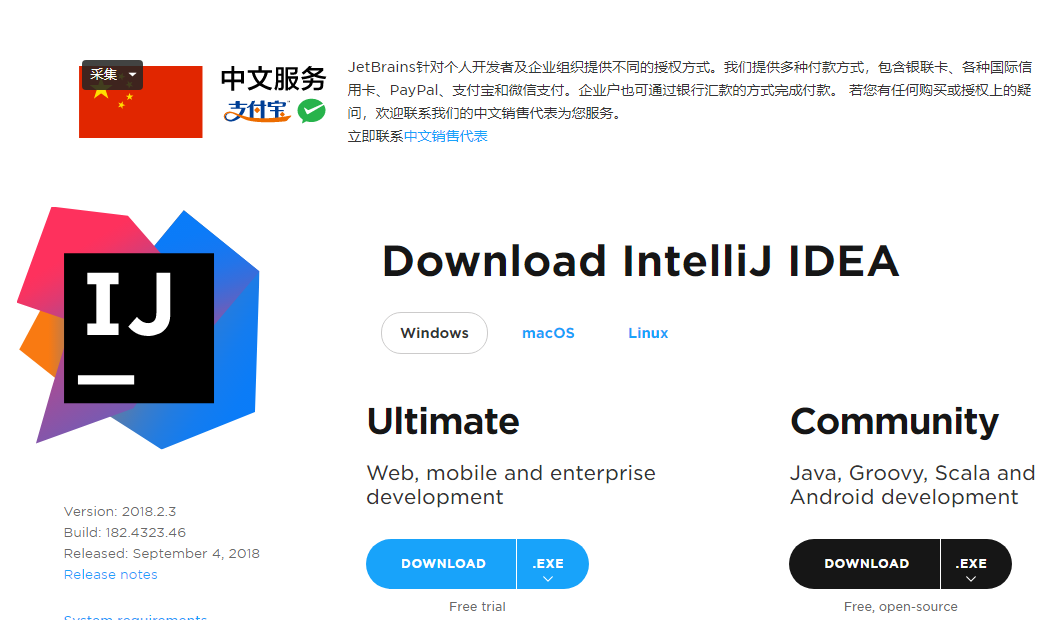 采集
中文服务
支付宝
JetBrains针对个人开发者及企业组织提供不同的授权方式。我们提供多种付款方式，包含银联卡、各种国际信
用卡、PayPal、支付宝和微信支付。企业户也可通过银行汇款的方式完成付款。 若您有任何购买或授权上的疑
问，欢迎联系我们的中文销售代表为您服务。
立即联系中文销售代表
IJ
Download IntelliJ IDEA
Windows macOS Linux
Ultimate
Web, mobile and enterprise
development
DOWNLOAD .EXE
Free trial
Community
Java, Groovy, Scala and
Android development
DOWNLOAD .EXE
Free, open-source
Version: 2018.2.3
Build: 182.4323.46
Released: September 4, 2018
Release notes
System requirements